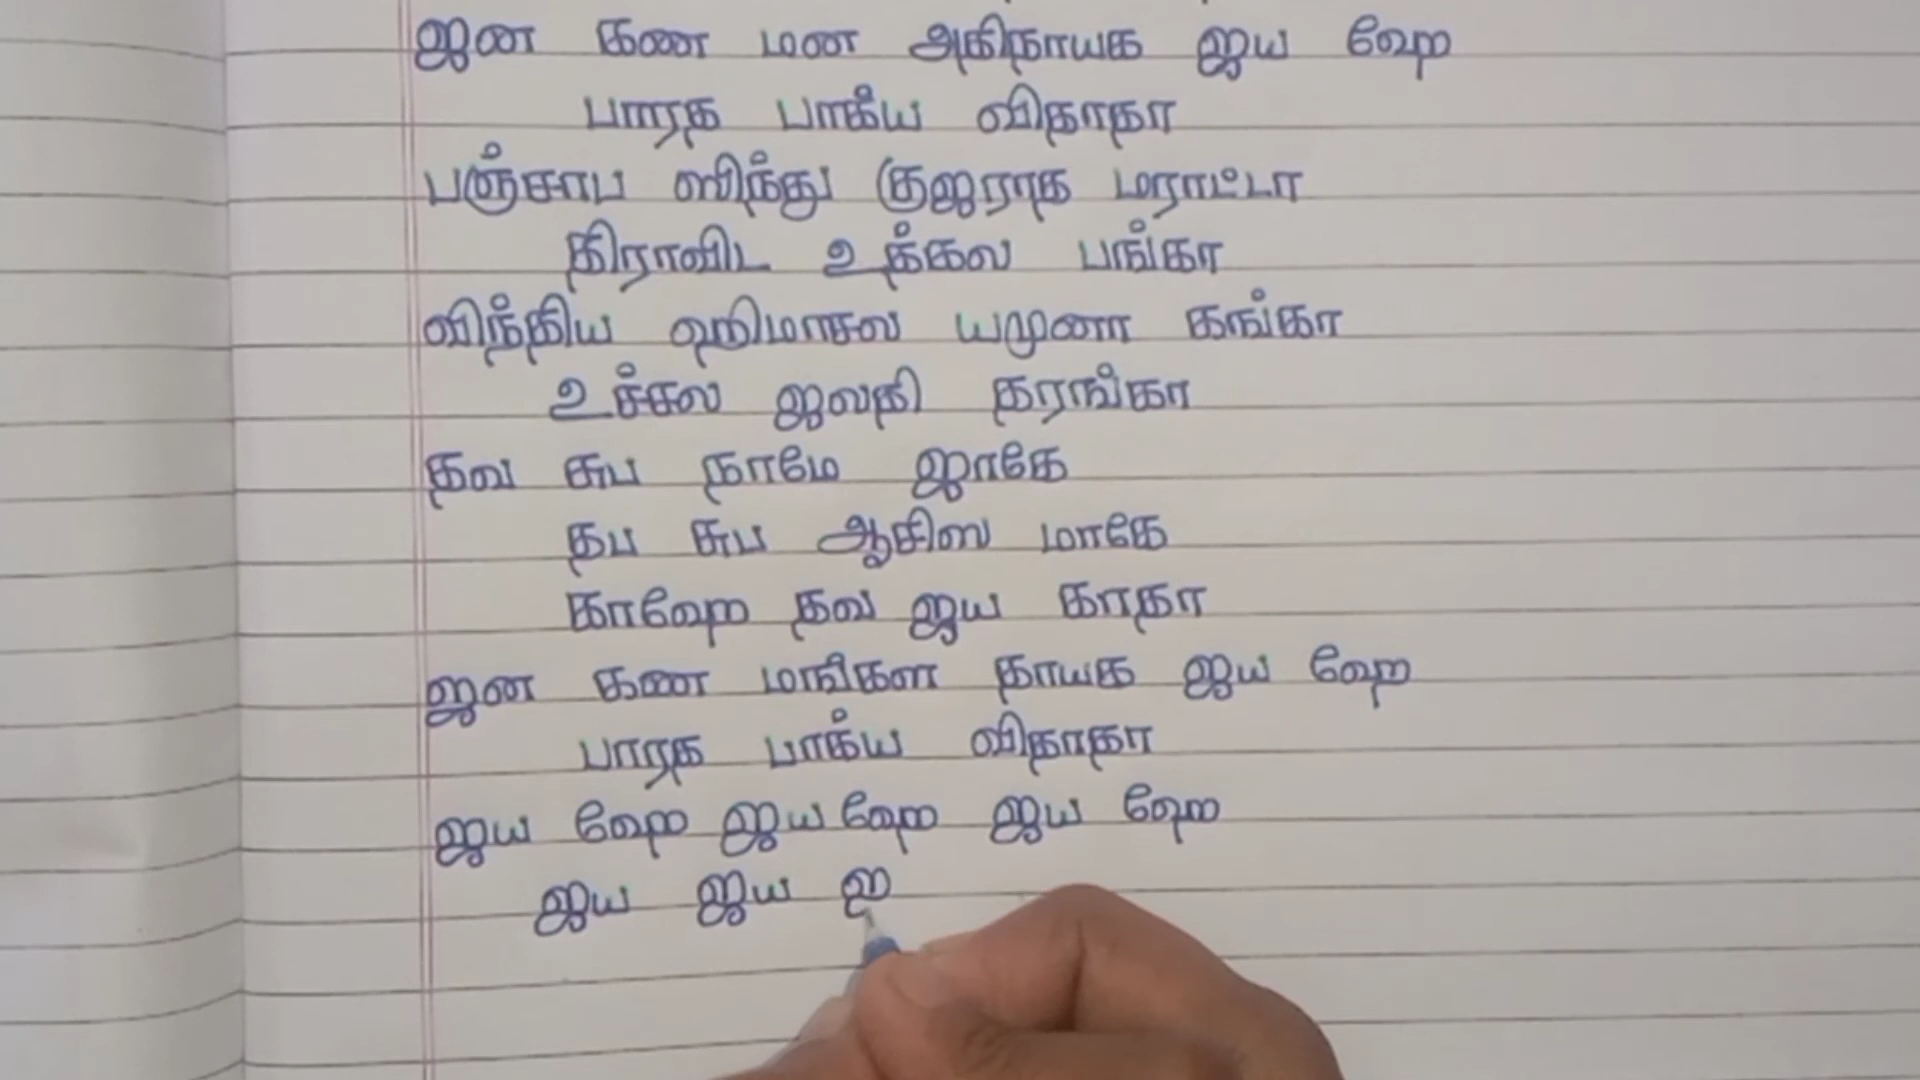 ஜன கண மன அதிநாயக ஜய ஹே
பாரத பாக்ய விதாதா
பஞ்சாப ஸிந்து குஜராத மராட்டா
திராவிட உத்கல பங்கா
விந்திய ஹிமாசல யமுனா கங்கா
உச்சல ஜலதி தரங்கா
தவ சுப நாமே ஜாகே
தப சுப ஆசிஸ மாகே
காஹே தவ ஜய காதா
ஜன கண மங்கள தாயக ஜய ஹே
பாரத பாக்ய விதாதா
ஜய ஹே ஜய ஹே ஜய ஹே
ஜய ஜய